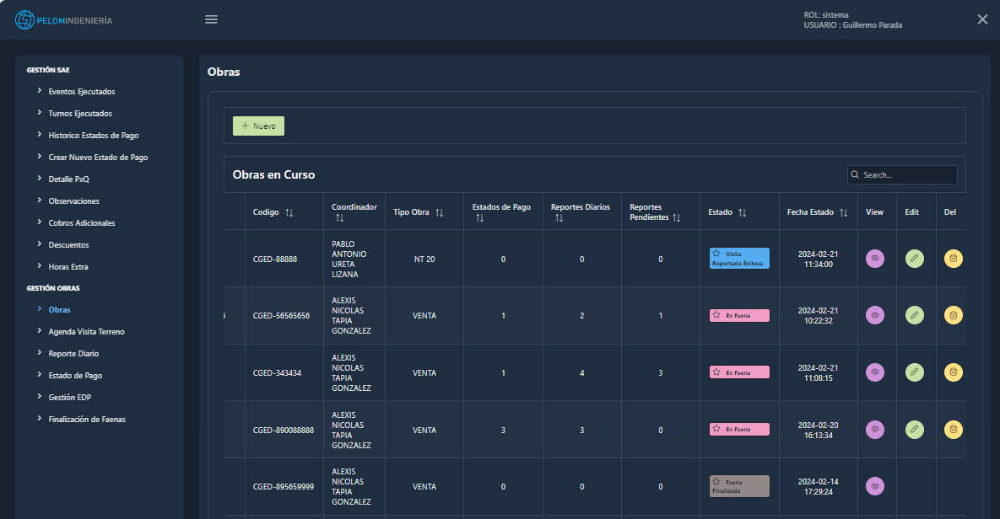 PELOMINGENIERÍA
ROL: sistema
USUARIO : Guillermo Parada
GESTIÓN SAE
Eventos Ejecutados
Turnos Ejecutados
Historico Estados de Pago
Crear Nuevo Estado de Pago
Detalle PxQ
Observaciones
Cobros Adicionales
Descuentos
Horas Extra
GESTIÓN OBRAS
Obras
Agenda Visita Terreno
Reporte Diario
Estado de Pago
Gestión EDP
Finalización de Faenas
Obras
+ Nuevo
Obras en Curso
Search...
Codigo
Coordinador
Tipo Obra
Estados de Pago
Reportes Diarios
Reportes
Pendientes
Estado
Fecha Estado
View
Edit
Del
CGED-88888
PABLO
ANTONIO
URETA
LIZANA
NT 20
0
0
0
Visita
Reportada Exitosa
2024-02-21
11:34:00
CGED-56565656
ALEXIS
NICOLAS
TAPIA
GONZALEZ
VENTA
1
2
1
En Faena
2024-02-21
10:22:32
CGED-343434
ALEXIS
NICOLAS
TAPIA
GONZALEZ
VENTA
1
4
3
En Faena
2024-02-21
11:08:15
CGED-890088888
ALEXIS
NICOLAS
TAPIA
GONZALEZ
VENTA
3
3
0
En Faena
2024-02-20
16:13:34
CGED-895659999
ALEXIS
NICOLAS
TAPIA
GONZALEZ
VENTA
0
0
0
Faena
Finalizada
2024-02-14
17:29:24